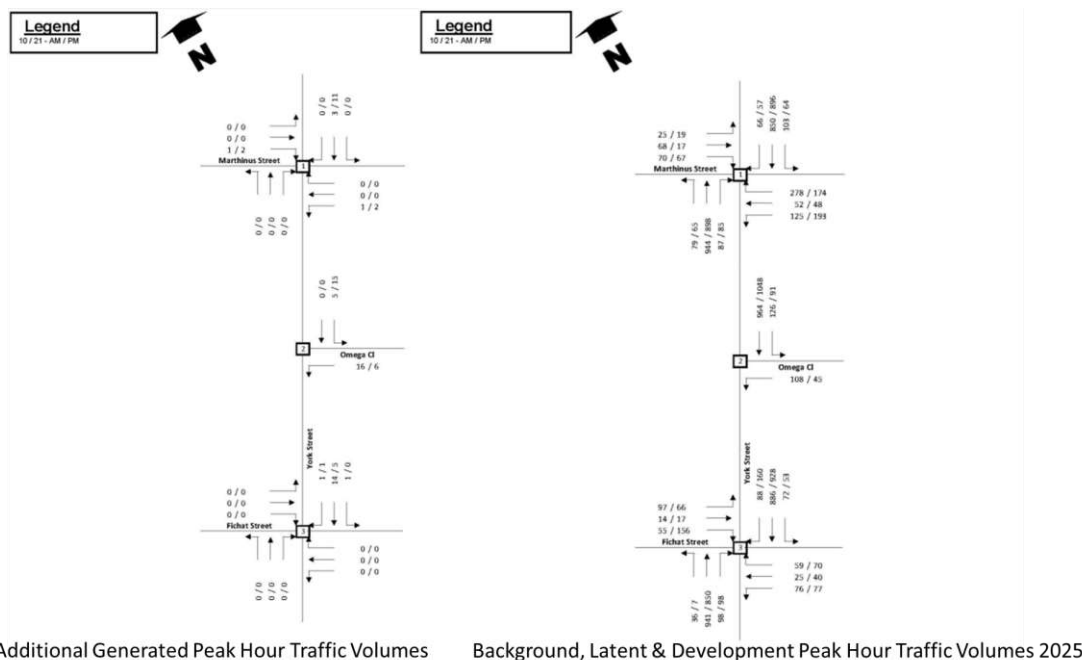 Legend
10 / 21 - AM / PM
N
0 / 0
3 / 11
0 / 0
0 / 0
0 / 0
1 / 2
Marthinus Street
1
0 / 0
0 / 0
1 / 2
0 / 0
0 / 0
0 / 0
0 / 0
5 / 15
2
Omega Cl
16 / 6
York Street
1 / 1
14 / 5
1 / 0
0 / 0
0 / 0
0 / 0
Fichat Street
3
0 / 0
0 / 0
0 / 0
0 / 0
0 / 0
0 / 0
Additional Generated Peak Hour Traffic Volumes
Legend
10 / 21 - AM / PM
N
66 / 57
850 / 896
103 / 64
25 / 19
68 / 17
70 / 67
Marthinus Street
1
278 / 174
52 / 48
125 / 193
79 / 65
944 / 898
87 / 85
964 / 1048
126 / 91
2
Omega Cl
108 / 45
York Street
88 / 160
886 / 928
72 / 53
97 / 66
14 / 17
55 / 156
Fichat Street
3
59 / 70
25 / 40
76 / 77
36 / 7
941 / 850
98 / 98
Background, Latent & Development Peak Hour Traffic Volumes 2025